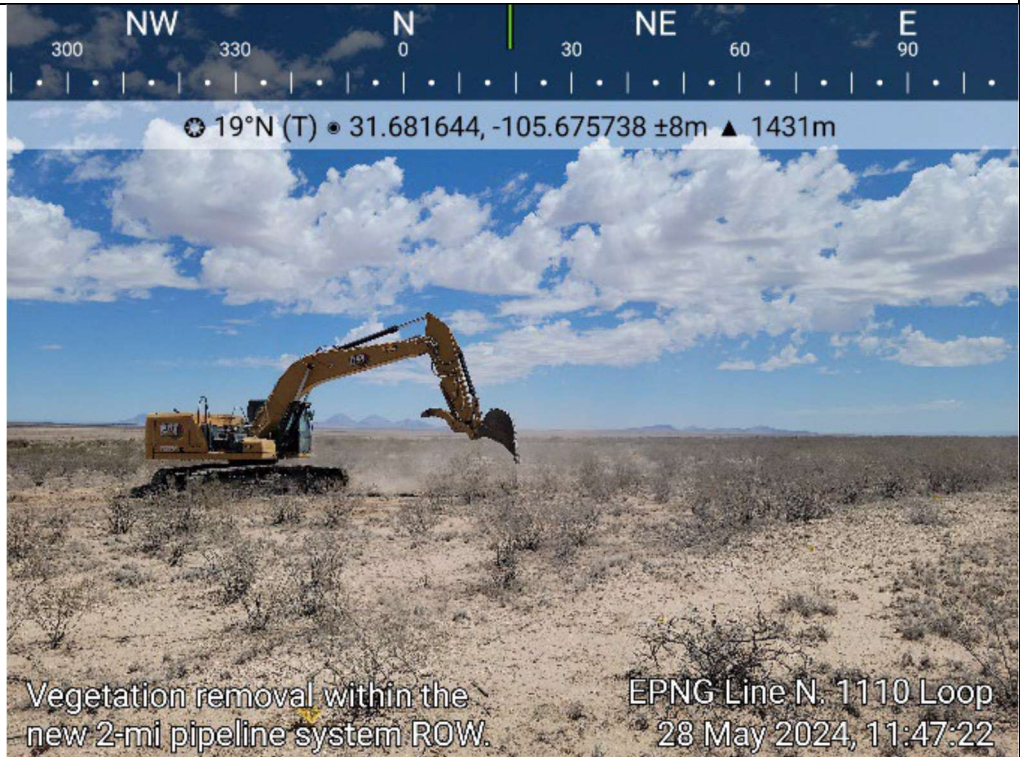 NW N NE E
300 330 0 30 60 90
19°N (T) ● 31.681644, -105.675738 ±8m ▲ 1431m
CAT
Vegetation removal within the
new 2-mi pipeline system ROW.
EPNG Line N. 1110 Loop
28 May 2024, 11:47:22